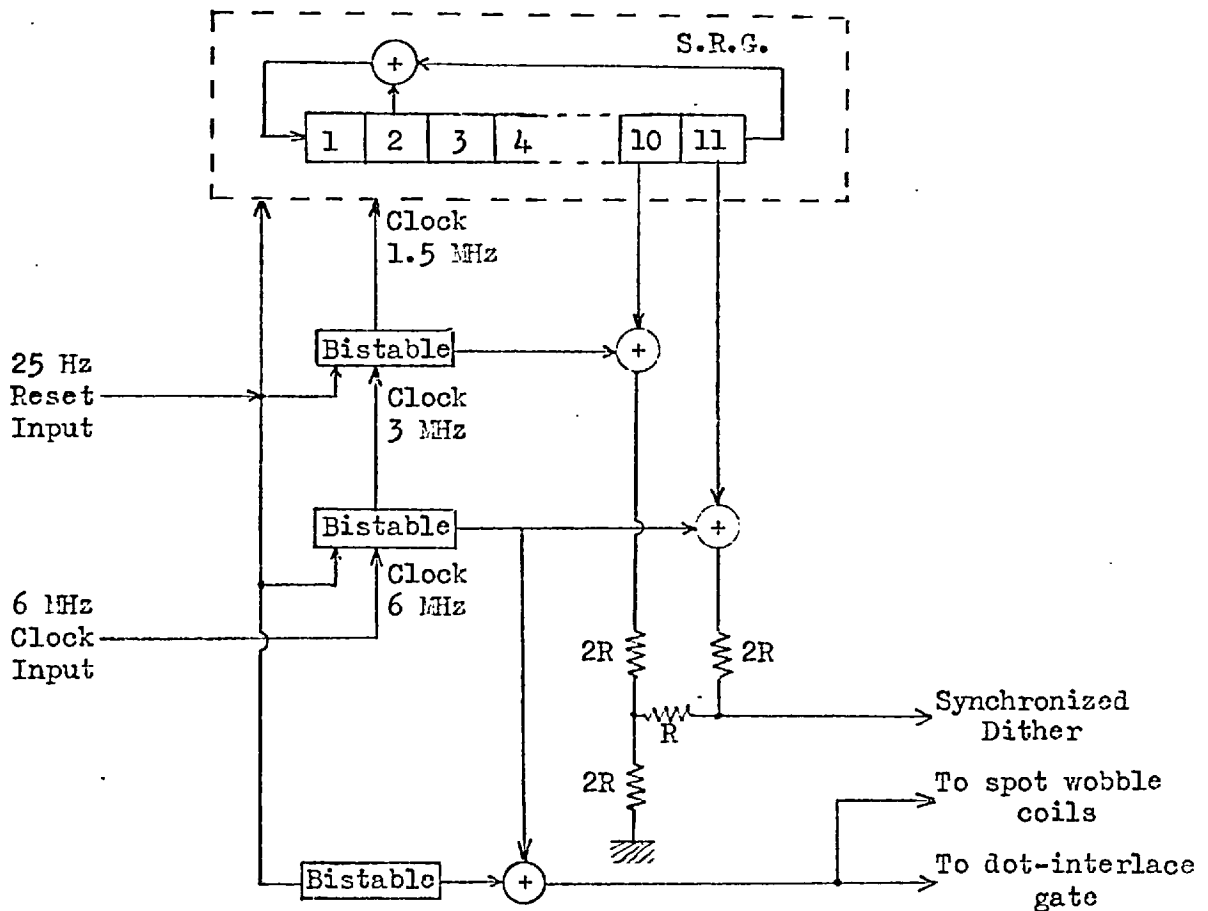 S.R.G.
+
1 2 3 4 10 11
Clock
1.5 MHz
Bistable
+
25 Hz
Reset
Input
Clock
3 MHz
Bistable
+
Clock
6 MHz
6 MHz
Clock
Input
2R
2R
R
Synchronized
Dither
2R
To spot wobble
coils
Bistable
+
To dot-interlace
gate